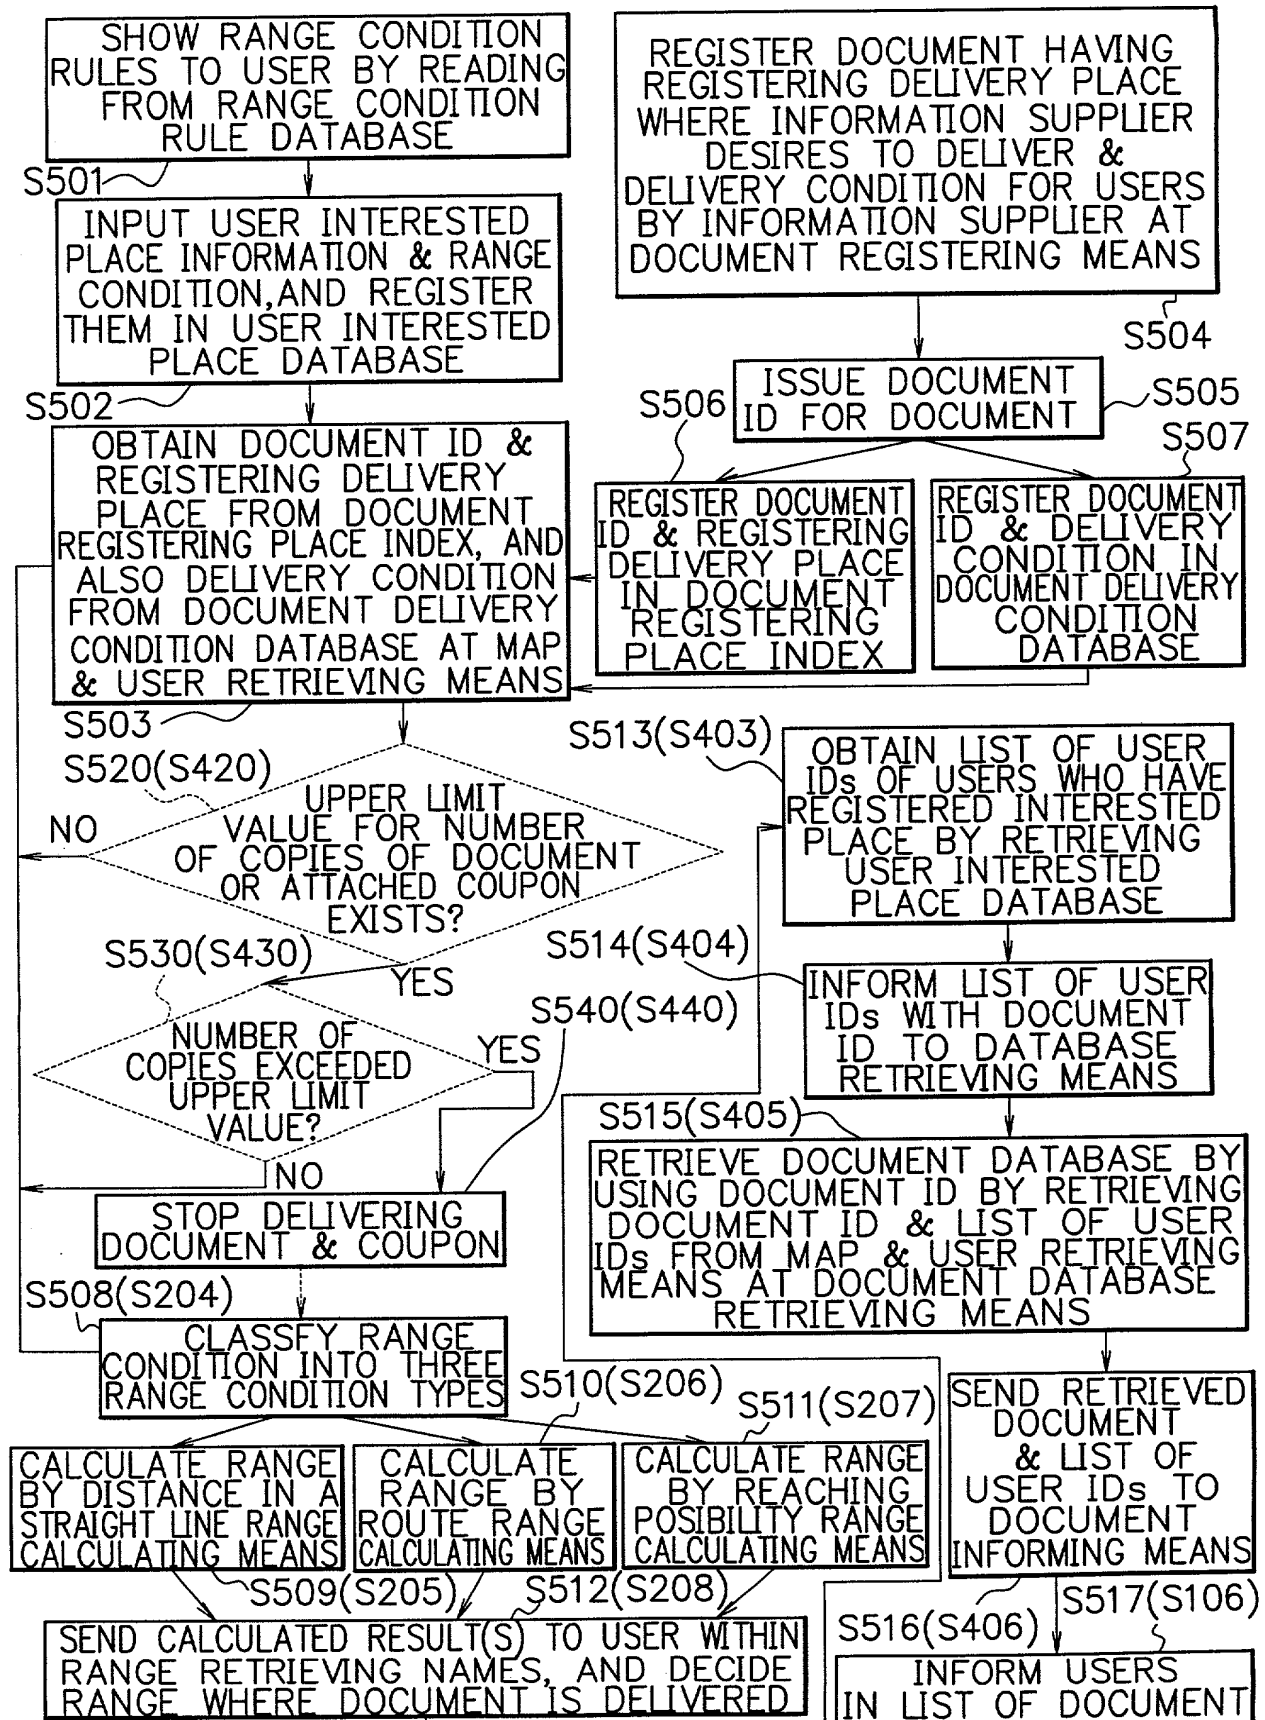 SHOW RANGE CONDITION
RULES TO USER BY READING
FROM RANGE CONDITION
RULE DATABASE
S501
INPUT USER INTERESTED
PLACE INFORMATION & RANGE
CONDITION,AND REGISTER
THEM IN USER INTERESTED
PLACE DATABASE
S502
OBTAIN DOCUMENT ID &
REGISTERING DELIVERY
PLACE FROM DOCUMENT
REGISTERING PLACE INDEX, AND
ALSO DELIVERY CONDITION
FROM DOCUMENT DELIVERY
CONDITION DATABASE AT MAP
& USER RETRIEVING MEANS
S503
REGISTER DOCUMENT HAVING
REGISTERING DELIVERY PLACE
WHERE INFORMATION SUPPLIER
DESIRES TO DELIVER &
DELIVERY CONDITION FOR USERS
BY INFORMATION SUPPLIER AT
DOCUMENT REGISTERING MEANS
S504
ISSUE DOCUMENT
ID FOR DOCUMENT
S505
S506
REGISTER DOCUMENT
ID & REGISTERING
DELIVERY PLACE
IN DOCUMENT
REGISTERING
PLACE INDEX
S507
REGISTER DOCUMENT
ID & DELIVERY
CONDITION IN
DOCUMENT DELIVERY
CONDITION
DATABASE
S520(S420)
UPPER LIMIT
VALUE FOR NUMBER
OF COPIES OF DOCUMENT
OR ATTACHED COUPON
EXISTS?
NO
YES
S530(S430)
NUMBER OF
COPIES EXCEEDED
UPPER LIMIT
VALUE?
YES
NO
S540(S440)
STOP DELIVERING
DOCUMENT & COUPON
S508(S204)
CLASSFY RANGE
CONDITION INTO THREE
RANGE CONDITION TYPES
S510(S206)
S511(S207)
CALCULATE RANGE
BY DISTANCE IN A
STRAIGHT LINE RANGE
CALCULATING MEANS
CALCULATE
RANGE BY
ROUTE RANGE
CALCULATING MEANS
CALCULATE RANGE
BY REACHING
POSIBILITY RANGE
CALCULATING MEANS
S509(S205)
S512(S208)
SEND CALCULATED RESULT(S) TO USER WITHIN
RANGE RETRIEVING NAMES, AND DECIDE
RANGE WHERE DOCUMENT IS DELIVERED
S513(S403)
OBTAIN LIST OF USER
IDs OF USERS WHO HAVE
REGISTERED INTERESTED
PLACE BY RETRIEVING
USER INTERESTED
PLACE DATABASE
S514(S404)
INFORM LIST OF USER
IDs WITH DOCUMENT
ID TO DATABASE
RETRIEVING MEANS
S515(S405)
RETRIEVE DOCUMENT DATABASE BY
USING DOCUMENT ID BY RETRIEVING
DOCUMENT ID & LIST OF USER
IDs FROM MAP & USER RETRIEVING
MEANS AT DOCUMENT DATABASE
RETRIEVING MEANS
SEND RETRIEVED
DOCUMENT
& LIST OF
USER IDs TO
DOCUMENT
INFORMING MEANS
S516(S406)
S517(S106)
INFORM USERS
IN LIST OF DOCUMENT